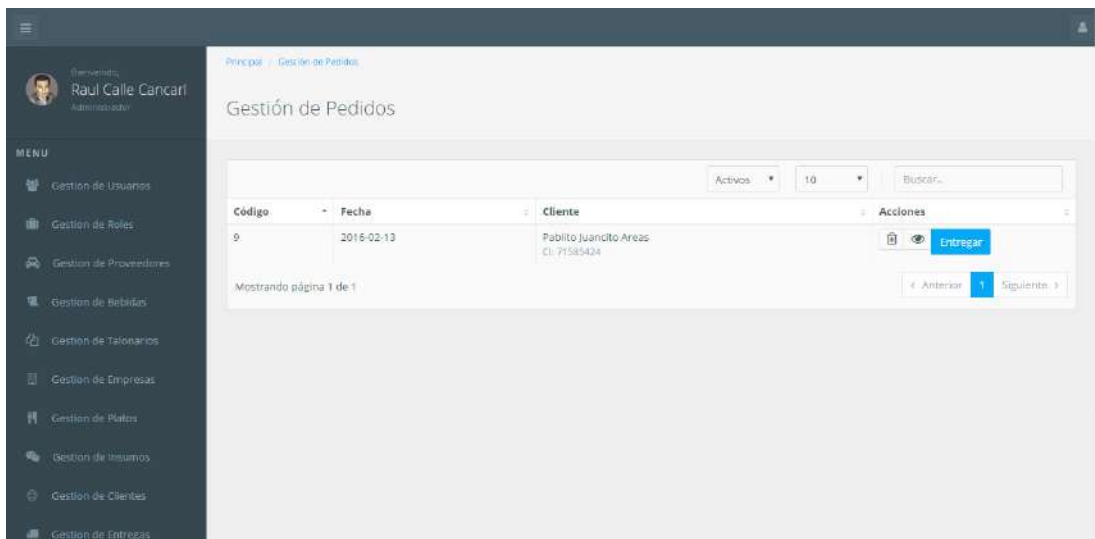 Bienvenido,
Raul Calle Cancari
Administrador
MENU
Gestion de Usuarios
Gestion de Roles
Gestion de Proveedores
Gestion de Bebidas
Gestion de Talonarios
Gestion de Empresas
Gestion de Platos
Gestion de Insumos
Gestion de Clientes
Gestion de Entregas
Principal / Gestión de Pedidos
Gestión de Pedidos
Activos 10 Buscar..
Código Fecha Cliente Acciones
9 2016-02-13 Pablito Juancito Areas Entregar
CI: 71585424
Mostrando página 1 de 1 < Anterior 1 Siguiente >